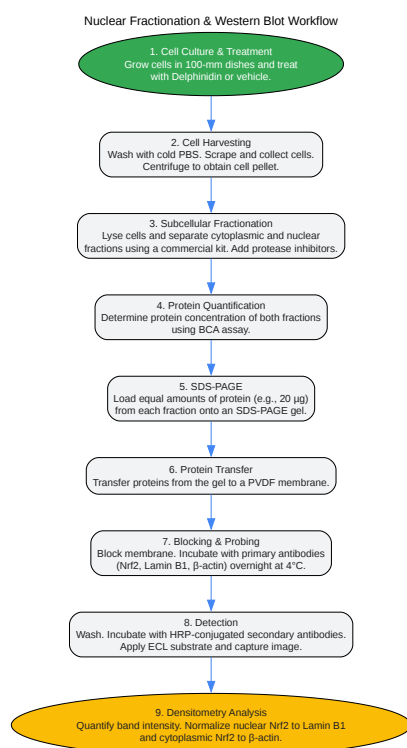 Nuclear Fractionation & Western Blot Workflow
1. Cell Culture & Treatment
Grow cells in 100-mm dishes and treat
with Delphinidin or vehicle.
2. Cell Harvesting
Wash with cold PBS. Scrape and collect cells.
Centrifuge to obtain cell pellet.
3. Subcellular Fractionation
Lyse cells and separate cytoplasmic and nuclear
fractions using a commercial kit. Add protease inhibitors.
4. Protein Quantification
Determine protein concentration of both fractions
using BCA assay.
5. SDS-PAGE
Load equal amounts of protein (e.g., 20 µg)
from each fraction onto an SDS-PAGE gel.
6. Protein Transfer
Transfer proteins from the gel to a PVDF membrane.
7. Blocking & Probing
Block membrane. Incubate with primary antibodies
(Nrf2, Lamin B1, β-actin) overnight at 4°C.
8. Detection
Wash. Incubate with HRP-conjugated secondary antibodies.
Apply ECL substrate and capture image.
9. Densitometry Analysis
Quantify band intensity. Normalize nuclear Nrf2 to Lamin B1
and cytoplasmic Nrf2 to β-actin.